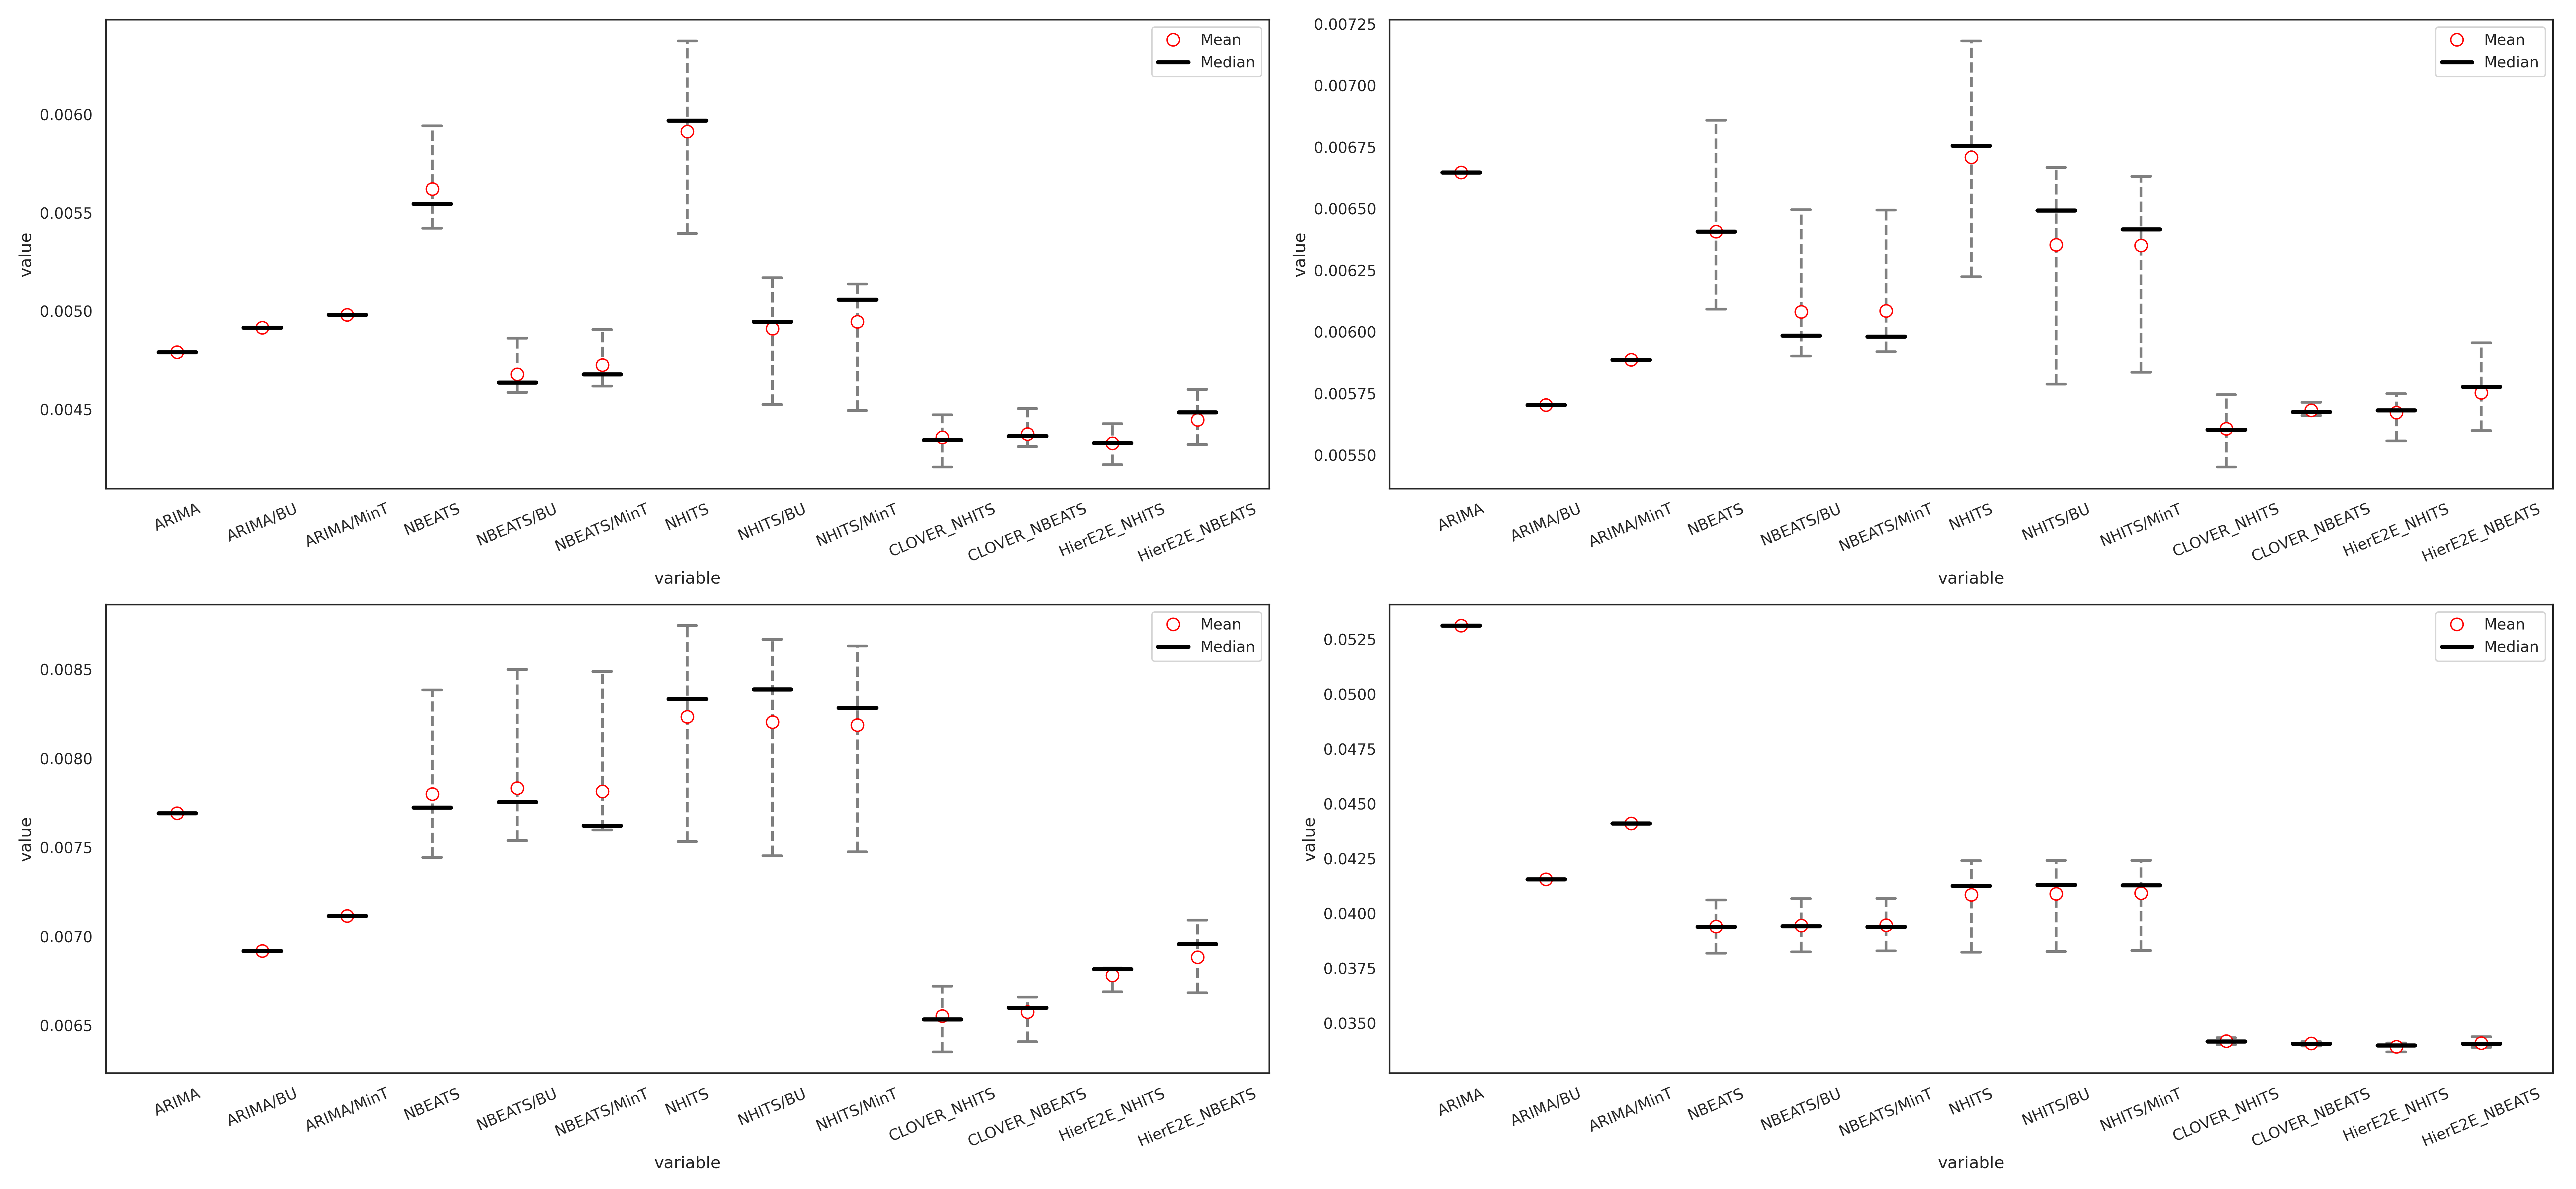 Mean
Median
0.0060
0.0055
0.0050
0.0045
value
ARIMA
ARIMA/BU
ARIMA/MinT
NBEATS
NBEATS/BU
NBEATS/MinT
NHITS
NHITS/BU
NHITS/MinT
CLOVER_NHITS
CLOVER_NBEATS
HierE2E_NHITS
HierE2E_NBEATS
variable
Mean
Median
0.00725
0.00700
0.00675
0.00650
0.00625
0.00600
0.00575
0.00550
value
ARIMA
ARIMA/BU
ARIMA/MinT
NBEATS
NBEATS/BU
NBEATS/MinT
NHITS
NHITS/BU
NHITS/MinT
CLOVER_NHITS
CLOVER_NBEATS
HierE2E_NHITS
HierE2E_NBEATS
variable
Mean
Median
0.0085
0.0080
0.0075
0.0070
0.0065
value
ARIMA
ARIMA/BU
ARIMA/MinT
NBEATS
NBEATS/BU
NBEATS/MinT
NHITS
NHITS/BU
NHITS/MinT
CLOVER_NHITS
CLOVER_NBEATS
HierE2E_NHITS
HierE2E_NBEATS
variable
Mean
Median
0.0525
0.0500
0.0475
0.0450
0.0425
0.0400
0.0375
0.0350
value
ARIMA
ARIMA/BU
ARIMA/MinT
NBEATS
NBEATS/BU
NBEATS/MinT
NHITS
NHITS/BU
NHITS/MinT
CLOVER_NHITS
CLOVER_NBEATS
HierE2E_NHITS
HierE2E_NBEATS
variable